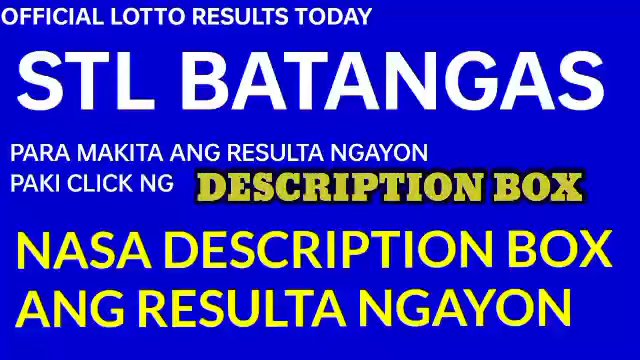 OFFICIAL LOTTO RESULTS TODAY
STL BATANGAS
PARA MAKITA ANG RESULTA NGAYON
PAKI CLICK NG DESCRIPTION BOX
NASA DESCRIPTION BOX
ANG RESULTA NGAYON